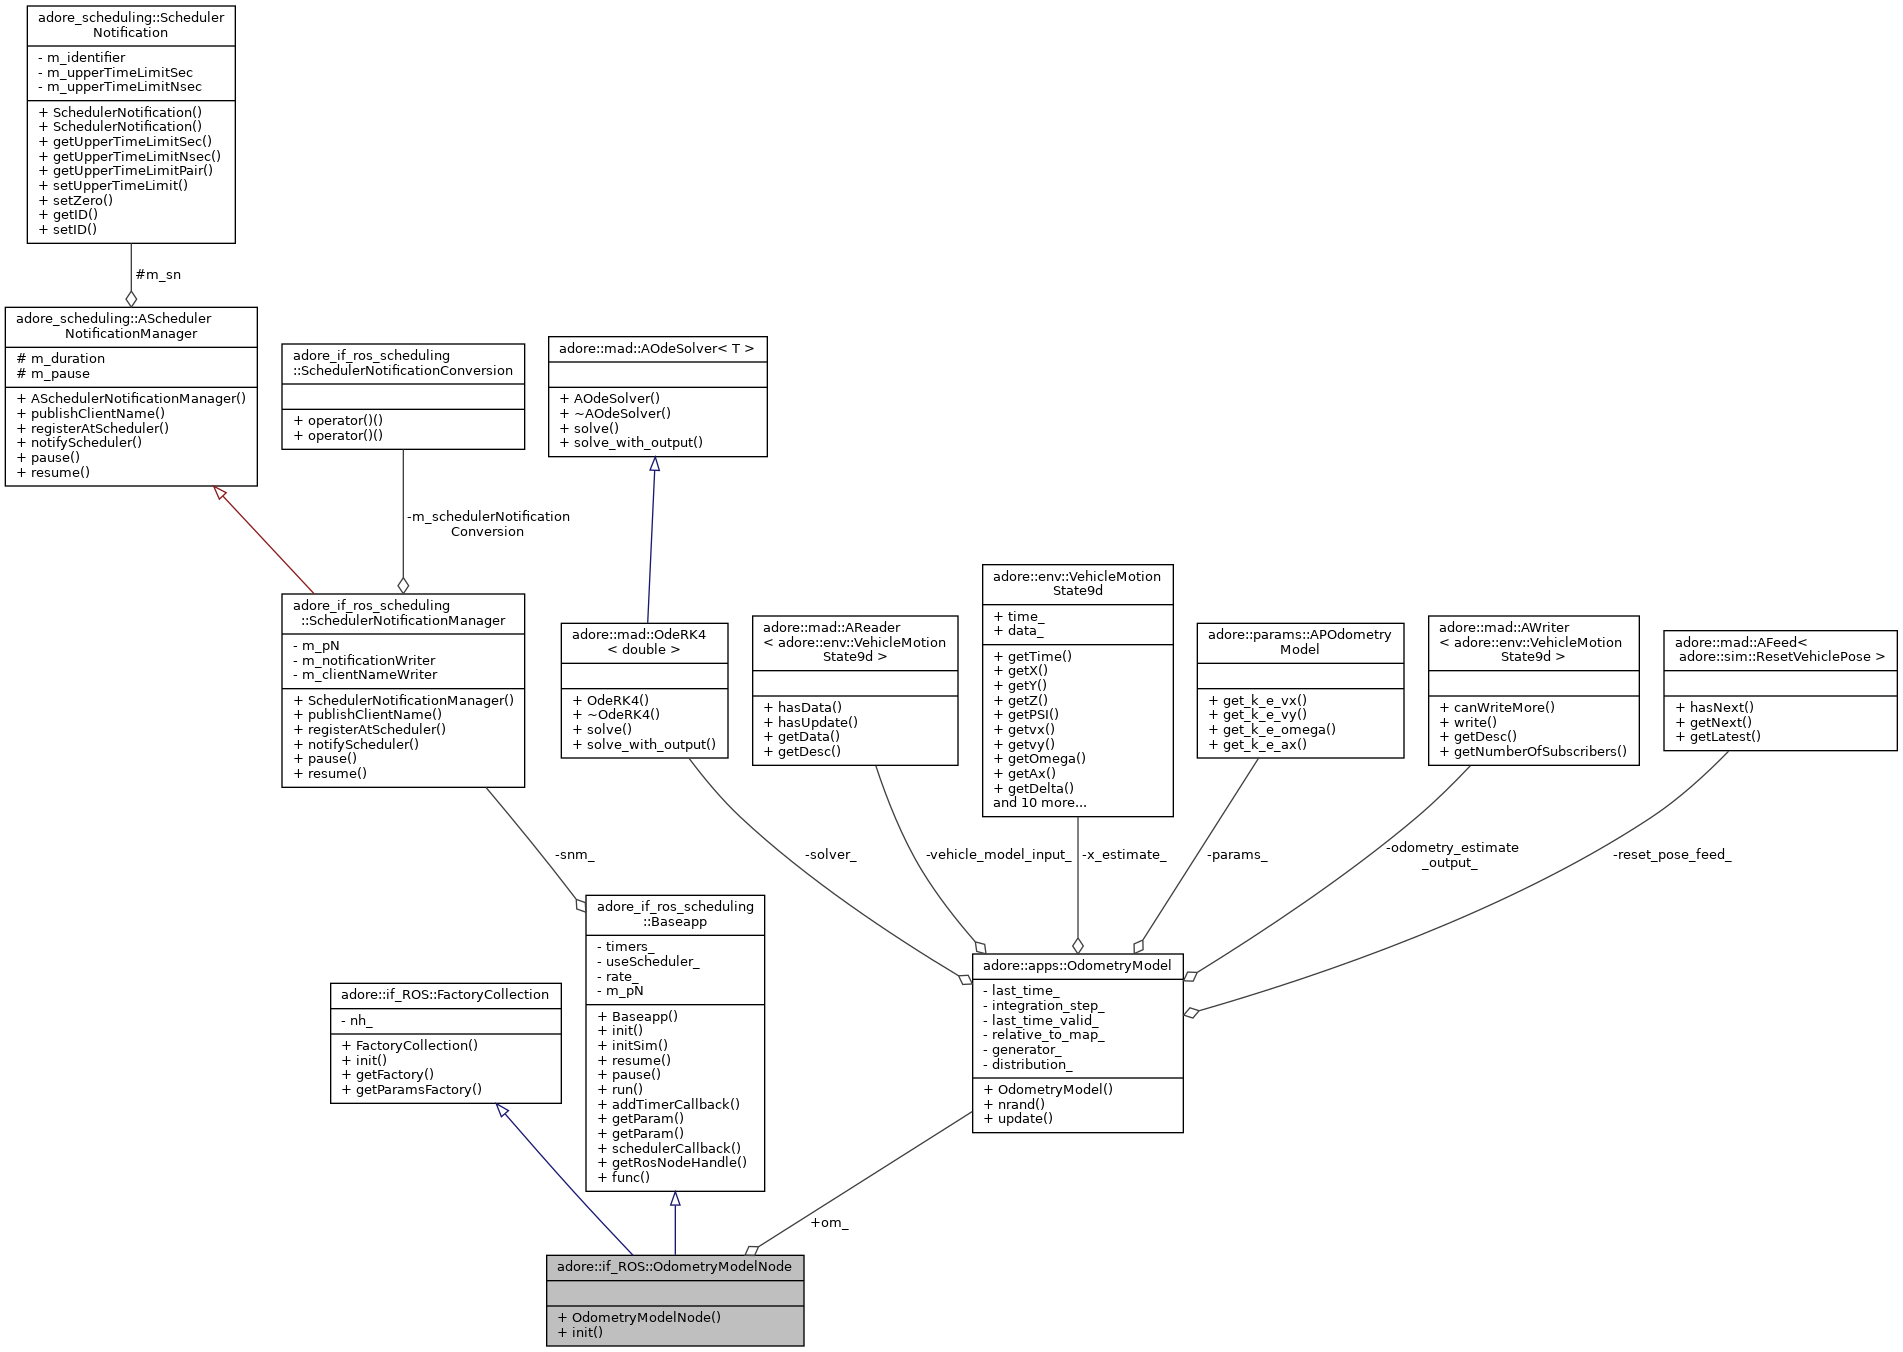 adore_scheduling::Scheduler
Notification
- m_identifier
- m_upperTimeLimitSec
- m_upperTimeLimitNsec
+ SchedulerNotification()
+ SchedulerNotification()
+ getUpperTimeLimitSec()
+ getUpperTimeLimitNsec()
+ getUpperTimeLimitPair()
+ setUpperTimeLimit()
+ setZero()
+ getID()
+ setID()
#m_sn
adore_scheduling::AScheduler
NotificationManager
# m_duration
# m_pause
+ ASchedulerNotificationManager()
+ publishClientName()
+ registerAtScheduler()
+ notifyScheduler()
+ pause()
+ resume()
adore_if_ros_scheduling
::SchedulerNotificationConversion
+ operator()()
+ operator()()
adore::mad::AOdeSolver< T >
+ AOdeSolver()
+ ~AOdeSolver()
+ solve()
+ solve_with_output()
-m_schedulerNotification
Conversion
adore_if_ros_scheduling
::SchedulerNotificationManager
- m_pN
- m_notificationWriter
- m_clientNameWriter
+ SchedulerNotificationManager()
+ publishClientName()
+ registerAtScheduler()
+ notifyScheduler()
+ pause()
+ resume()
adore::mad::OdeRK4
< double >
+ OdeRK4()
+ ~OdeRK4()
+ solve()
+ solve_with_output()
adore::mad::AReader
< adore::env::VehicleMotion
State9d >
+ hasData()
+ hasUpdate()
+ getData()
+ getDesc()
adore::env::VehicleMotion
State9d
+ time_
+ data_
+ getTime()
+ getX()
+ getY()
+ getZ()
+ getPSI()
+ getvx()
+ getvy()
+ getOmega()
+ getAx()
+ getDelta()
and 10 more...
adore::params::APOdometry
Model
+ get_k_e_vx()
+ get_k_e_vy()
+ get_k_e_omega()
+ get_k_e_ax()
adore::mad::AWriter
< adore::env::VehicleMotion
State9d >
+ canWriteMore()
+ write()
+ getDesc()
+ getNumberOfSubscribers()
adore::mad::AFeed<
adore::sim::ResetVehiclePose >
+ hasNext()
+ getNext()
+ getLatest()
-snm_
-solver_
-vehicle_model_input_
-x_estimate_
-params_
-odometry_estimate
_output_
-reset_pose_feed_
adore_if_ros_scheduling
::Baseapp
- timers_
- useScheduler_
- rate_
- m_pN
+ Baseapp()
+ init()
+ initSim()
+ resume()
+ pause()
+ run()
+ addTimerCallback()
+ getParam()
+ getParam()
+ schedulerCallback()
+ getRosNodeHandle()
+ func()
adore::if_ROS::FactoryCollection
- nh_
+ FactoryCollection()
+ init()
+ getFactory()
+ getParamsFactory()
adore::apps::OdometryModel
- last_time_
- integration_step_
- last_time_valid_
- relative_to_map_
- generator_
- distribution_
+ OdometryModel()
+ nrand()
+ update()
+om_
adore::if_ROS::OdometryModelNode
+ OdometryModelNode()
+ init()